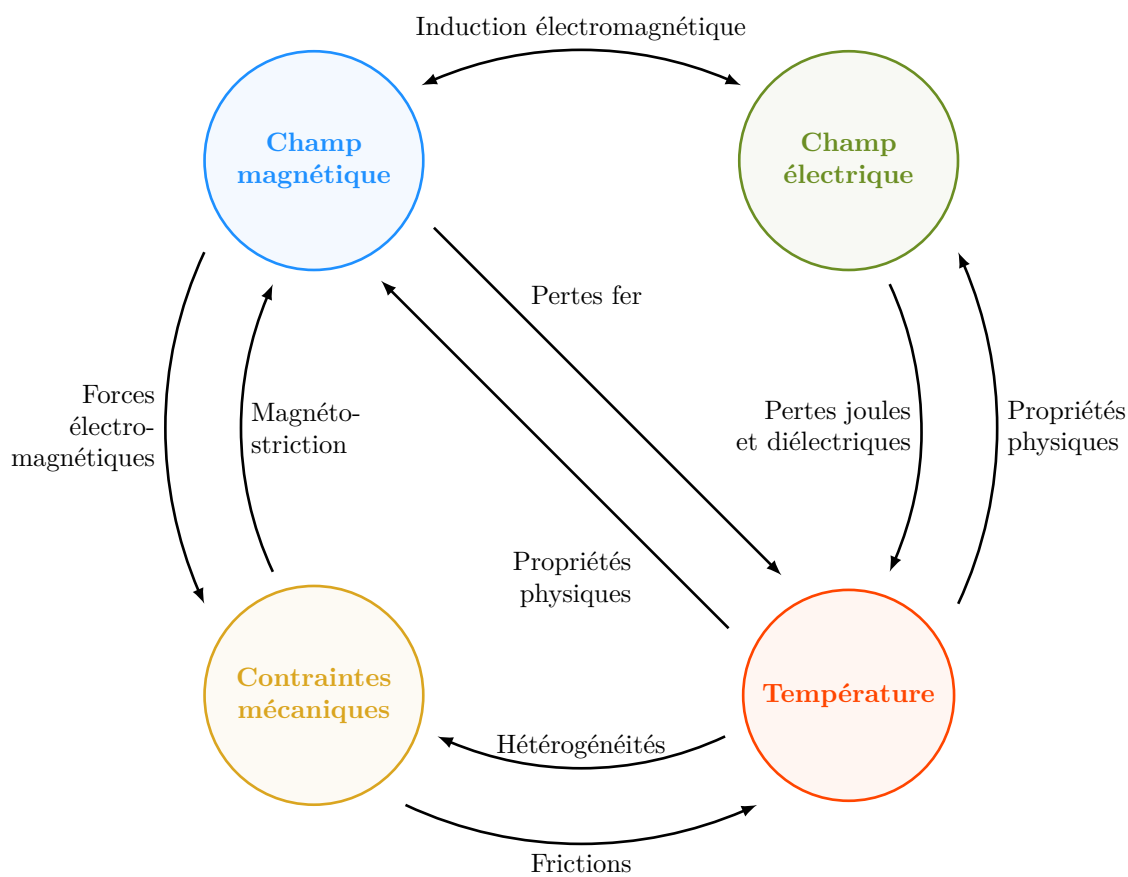 Induction électromagnétique
Champ
magnétique
Champ
électrique
Pertes fer
Forces
électro-
magnétiques
Magnéto-
striction
Pertes joules
et diélectriques
Propriétés
physiques
Propriétés
physiques
Contraintes
mécaniques
Température
Hétérogénéités
Frictions